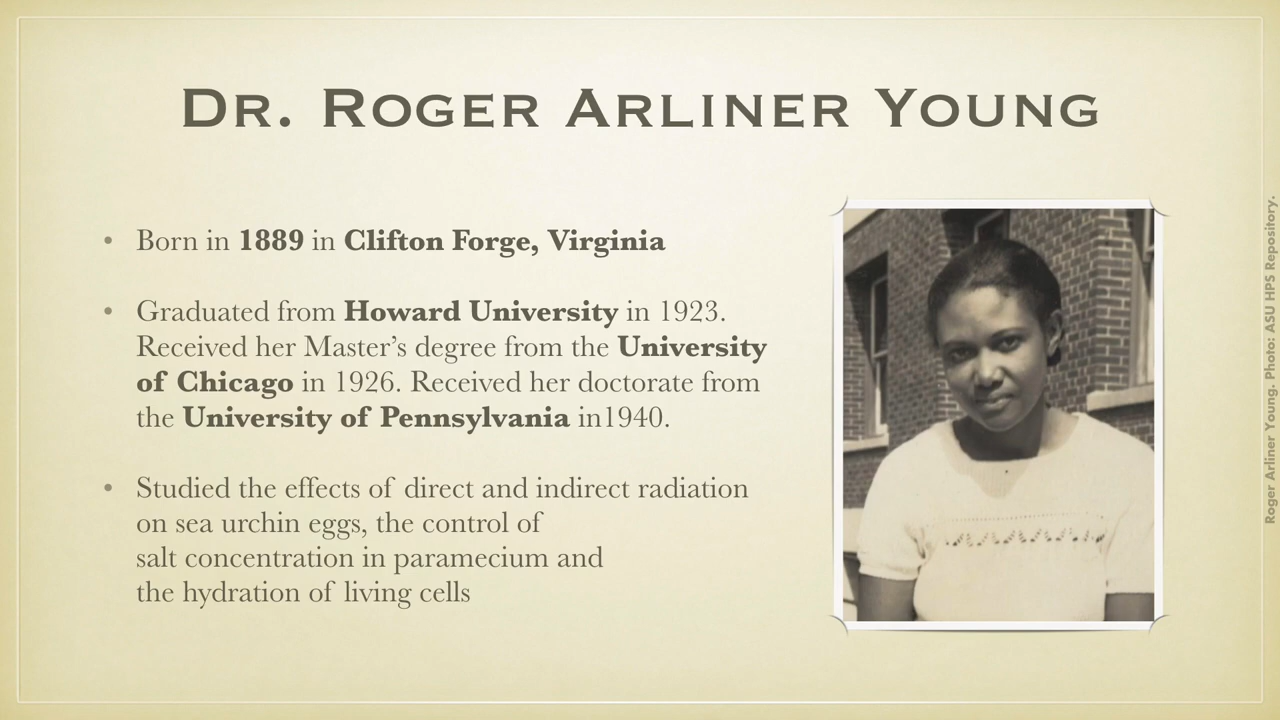 Dr. Roger Arliner Young
• Born in 1889 in Clifton Forge, Virginia
• Graduated from Howard University in 1923.
Received her Master’s degree from the University
of Chicago in 1926. Received her doctorate from
the University of Pennsylvania in1940.
• Studied the effects of direct and indirect radiation
on sea urchin eggs, the control of
salt concentration in paramecium and
the hydration of living cells
Roger Arliner Young. Photo: ASU HPS Repository.